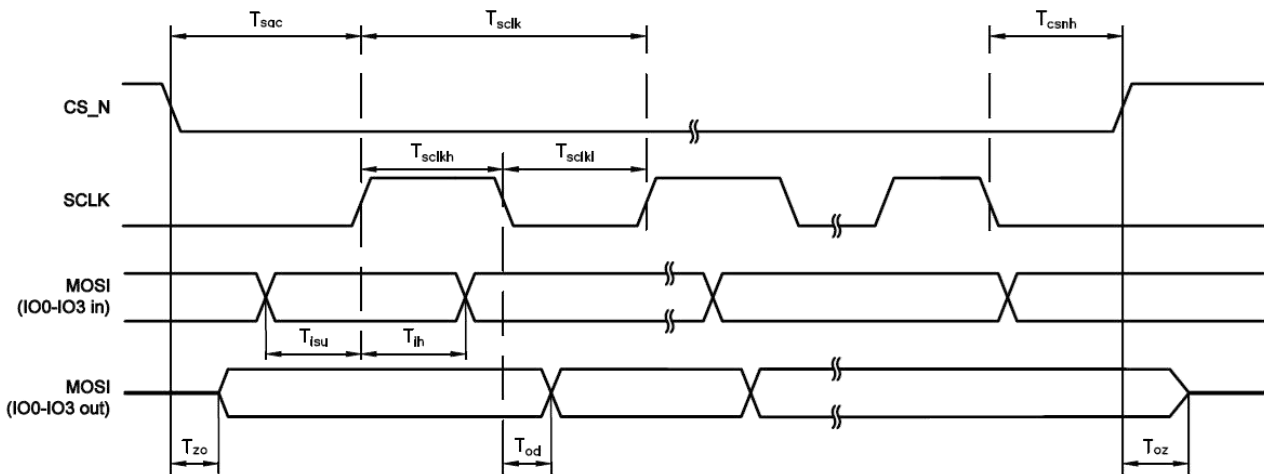 Tsac Tsclk Tcsnh
CS_N
Tsclkh Tsclkl
SCLK
MOSI
(IO0-IO3 in)
Tisu Tih
MOSI
(IO0-IO3 out)
Tzo Tod Toz